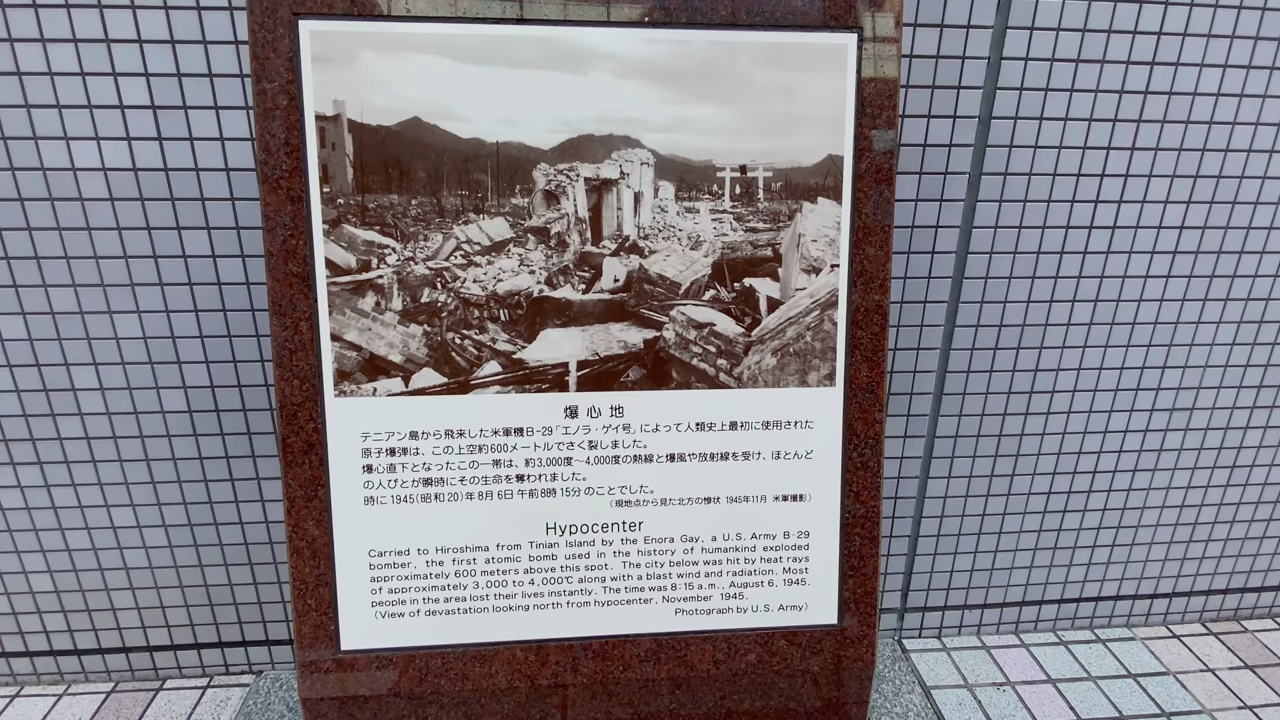 爆心地
テニアン島から飛来した米軍機B-29「エノラ・ゲイ号」によって人類史上最初に使用された
原子爆弾は、この上空約600メートルでさく裂しました。
爆心直下となったこの一帯は、約3,000度～4,000度の熱線と爆風や放射線を受け、ほとんど
の人びとが瞬時にその生命を奪われました。
時に1945(昭和20)年8月6日午前8時15分のことでした。
（現地点から見た北方の惨状 1945年11月 米軍撮影）
Hypocenter
Carried to Hiroshima from Tinian Island by the Enora Gay, a U.S. Army B-29
bomber, the first atomic bomb used in the history of humankind exploded
approximately 600 meters above this spot. The city below was hit by heat rays
of approximately 3,000 to 4,000℃ along with a blast wind and radiation. Most
people in the area lost their lives instantly. The time was 8:15 a.m., August 6, 1945.
(View of devastation looking north from hypocenter, November 1945.
Photograph by U.S. Army)